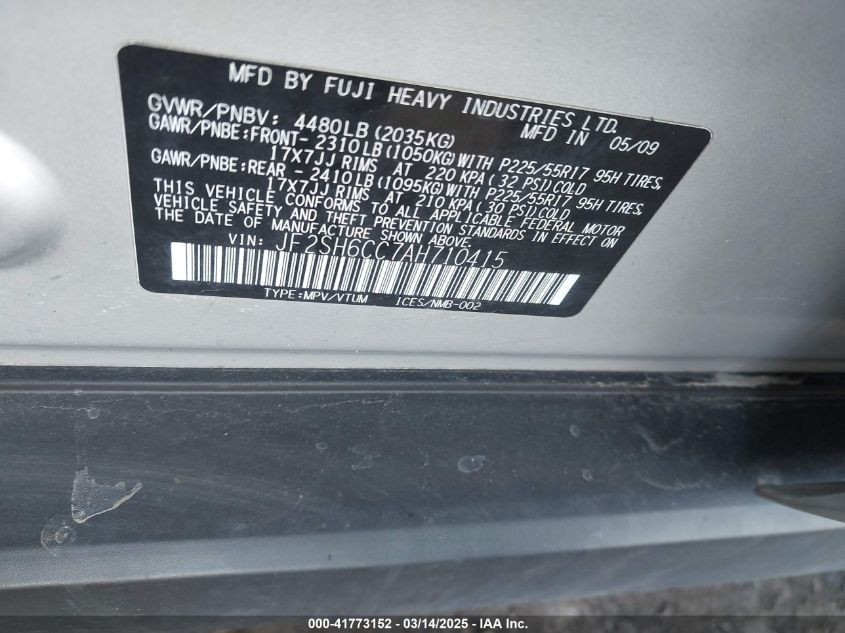 MFD BY FUJI HEAVY INDUSTRIES LTD.
GVWR/PNBV: 4480LB (2035KG) MFD IN 05/09
GAWR/PNBE:FRONT- 2310LB (1050KG) WITH P225/55R17 95H TIRES,
17X7JJ RIMS AT 220 KPA (32 PSI) COLD
GAWR/PNBE:REAR - 2410LB (1095KG) WITH P225/55R17 95H TIRES,
17X7JJ RIMS AT 210 KPA (30 PSI) COLD
THIS VEHICLE CONFORMS TO ALL APPLICABLE FEDERAL MOTOR
VEHICLE SAFETY AND THEFT PREVENTION STANDARDS IN EFFECT ON
THE DATE OF MANUFACTURE SHOWN ABOVE.
VIN: JF2SH6CC7AH710415
TYPE:MPV/VTUM ICES/NMB-002
000-41773152 / 03/14/2025 - IAA Inc.